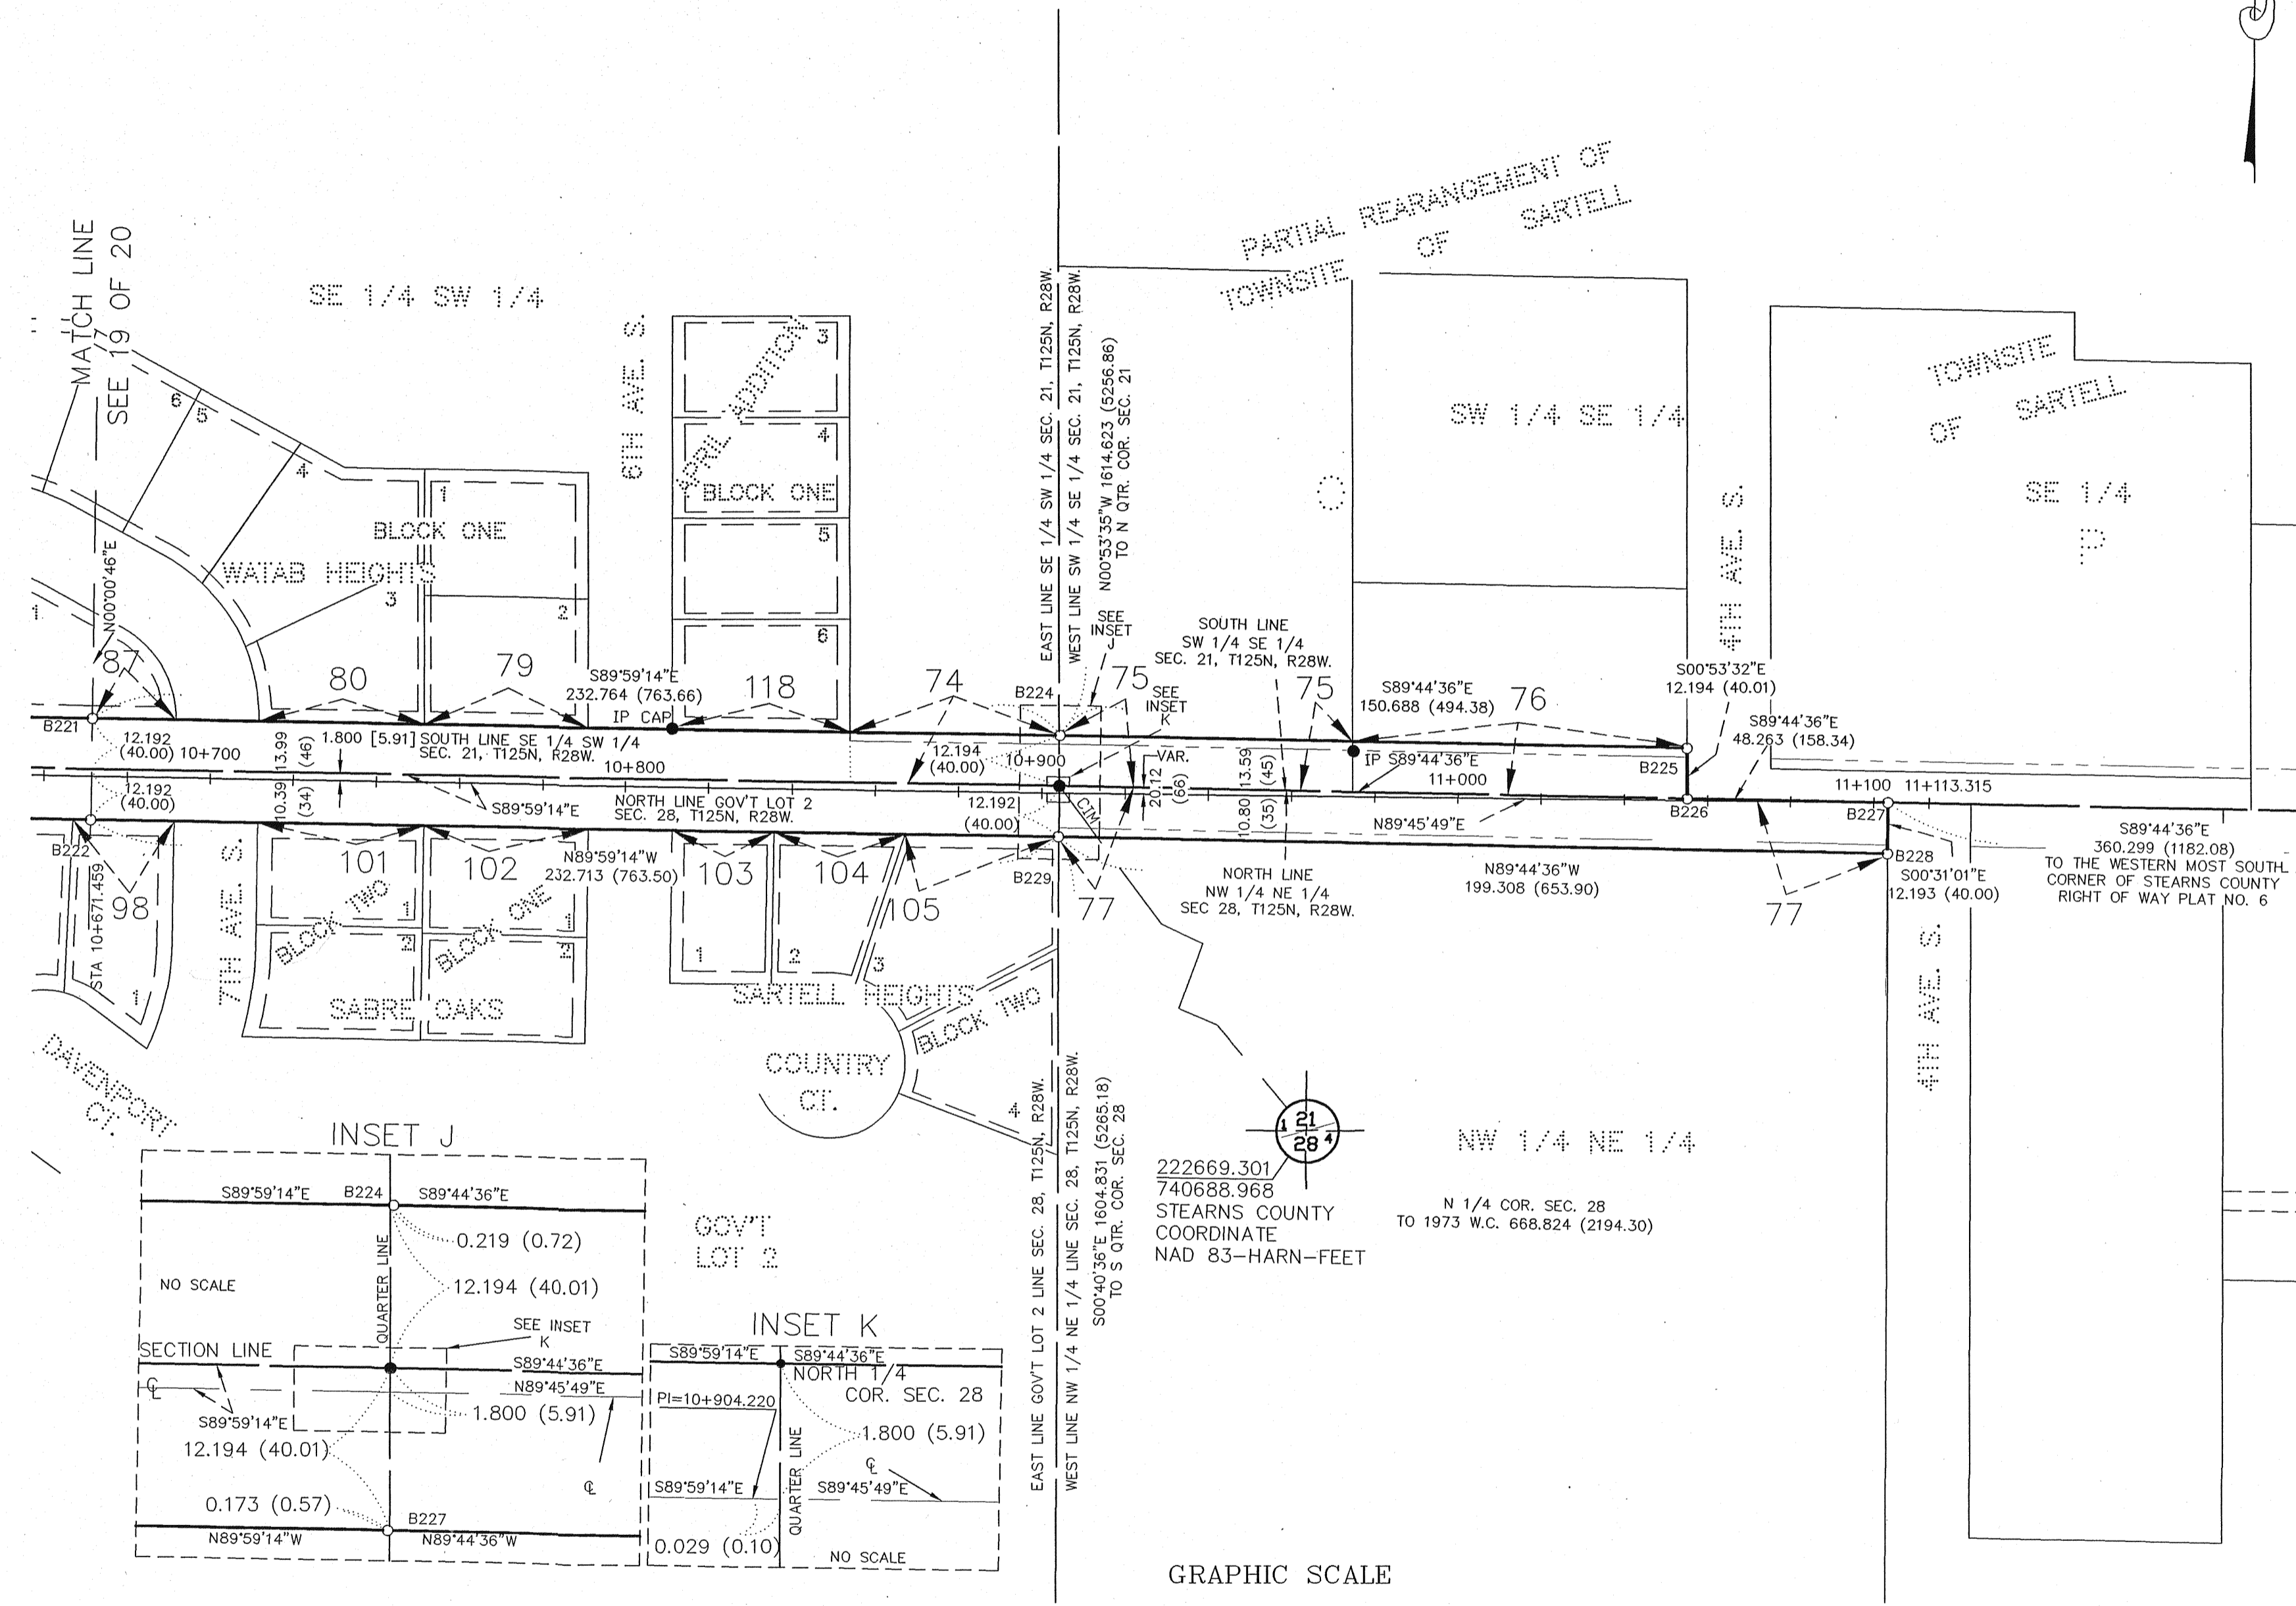 MATCH LINE
SEE 19 OF 20
SE 1/4 SW 1/4
6TH AVE. S.
APRIL ADDITION
BLOCK ONE
3
4
5
6
EAST LINE SE 1/4 SW 1/4 SEC. 21, T125N, R28W.
WEST LINE SW 1/4 SE 1/4 SEC. 21, T125N, R28W.
N00°53'35"W 1614.623 (5256.86)
TO N QTR. COR. SEC. 21
PARTIAL REARANGEMENT OF
TOWNSITE OF SARTELL
SW 1/4 SE 1/4
4TH AVE. S.
TOWNSITE
OF SARTELL
SE 1/4
P
O
6
5
4
1
BLOCK ONE
WATAB HEIGHTS
3
2
1
N00°00'46"E
87
80
79
S89°59'14"E
232.764 (763.66)
IP CAP
118
74
B224
75
SEE
INSET
J
SEE
INSET
K
SOUTH LINE
SW 1/4 SE 1/4
SEC. 21, T125N, R28W.
75
S89°44'36"E
150.688 (494.38)
76
S00°53'32"E
12.194 (40.01)
S89°44'36"E
48.263 (158.34)
B221
12.192
(40.00)
10+700
13.99
(46)
1.800 [5.91]
SOUTH LINE SE 1/4 SW 1/4
SEC. 21, T125N, R28W.
10+800
12.194
(40.00)
10+900
VAR.
20.12
(66)
13.59
(45)
IP
S89°44'36"E
11+000
B225
B226
11+100
11+113.315
B227
12.192
(40.00)
10.39
(34)
S89°59'14"E
NORTH LINE GOV'T LOT 2
SEC. 28, T125N, R28W.
12.192
(40.00)
CIM
10.80
(35)
N89°45'49"E
S89°44'36"E
360.299 (1182.08)
TO THE WESTERN MOST SOUTH
CORNER OF STEARNS COUNTY
RIGHT OF WAY PLAT NO. 6
B228
S00°31'01"E
12.193 (40.00)
B222
STA 10+671.459
98
1
7TH AVE. S.
101
102
N89°59'14"W
232.713 (763.50)
103
104
105
B229
77
NORTH LINE
NW 1/4 NE 1/4
SEC 28, T125N, R28W.
N89°44'36"W
199.308 (653.90)
77
4TH AVE. S.
BLOCK TWO
1
2
BLOCK ONE
1
2
SABRE OAKS
1
2
3
SARTELL HEIGHTS
BLOCK TWO
4
COUNTRY
CT.
DAVENPORT
CT.
EAST LINE GOV'T LOT 2 LINE SEC. 28, T125N, R28W.
WEST LINE NW 1/4 NE 1/4 LINE SEC. 28, T125N, R28W.
S00°40'36"E 1604.831 (5265.18)
TO S QTR. COR. SEC. 28
1 21
28 4
222669.301
740688.968
STEARNS COUNTY
COORDINATE
NAD 83-HARN-FEET
NW 1/4 NE 1/4
N 1/4 COR. SEC. 28
TO 1973 W.C. 668.824 (2194.30)
GOV'T
LOT 2
INSET J
S89°59'14"E
B224
S89°44'36"E
0.219 (0.72)
12.194 (40.01)
NO SCALE
QUARTER LINE
SEE INSET
K
SECTION LINE
S89°44'36"E
N89°45'49"E
℄
S89°59'14"E
1.800 (5.91)
12.194 (40.01)
℄
0.173 (0.57)
B227
N89°59'14"W
N89°44'36"W
INSET K
S89°59'14"E
S89°44'36"E
NORTH 1/4
COR. SEC. 28
PI=10+904.220
1.800 (5.91)
QUARTER LINE
℄
S89°59'14"E
S89°45'49"E
0.029 (0.10)
NO SCALE
GRAPHIC SCALE